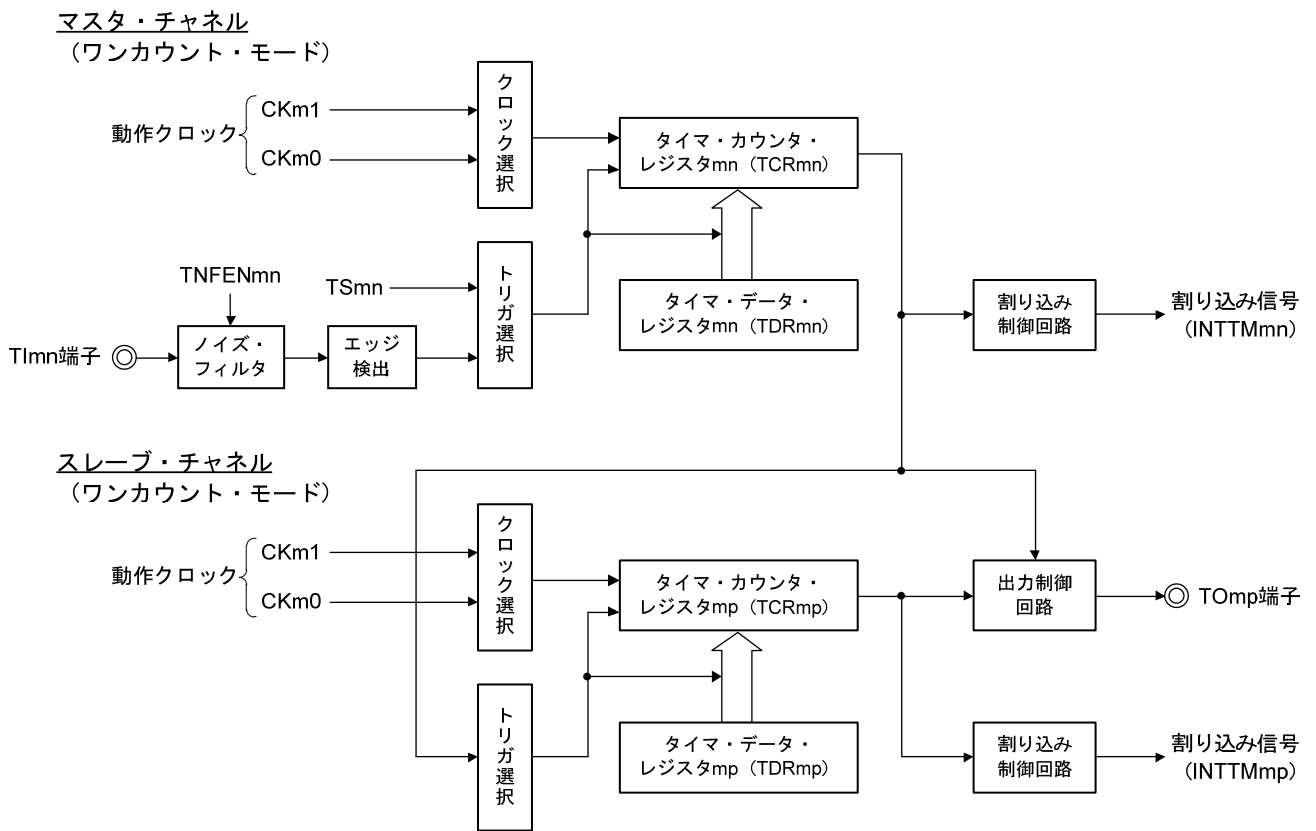 マスタ・チャネル
（ワンカウント・モード）
動作クロック
CKm1
CKm0
クロック選択
タイマ・カウンタ・
レジスタmn（TCRmn）
TNFENmn
TSmn
トリガ選択
タイマ・データ・
レジスタmn（TDRmn）
割り込み
制御回路
割り込み信号
（INTTMmn）
TImn端子
ノイズ・
フィルタ
エッジ
検出
スレーブ・チャネル
（ワンカウント・モード）
動作クロック
CKm1
CKm0
クロック選択
タイマ・カウンタ・
レジスタmp（TCRmp）
出力制御
回路
TOmp端子
トリガ選択
タイマ・データ・
レジスタmp（TDRmp）
割り込み
制御回路
割り込み信号
（INTTMmp）